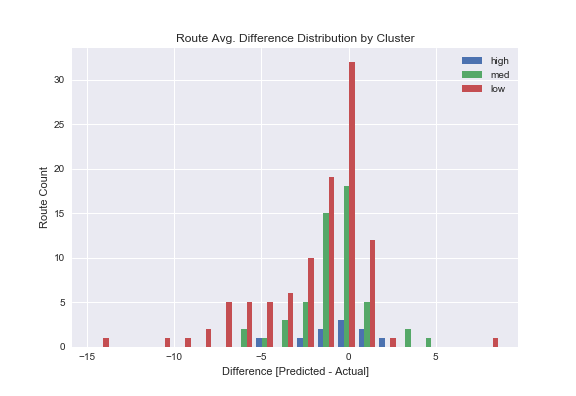 Route Avg. Difference Distribution by Cluster
high
med
low
30
25
20
15
10
5
0
Route Count
−15
−10
−5
0
5
Difference [Predicted - Actual]